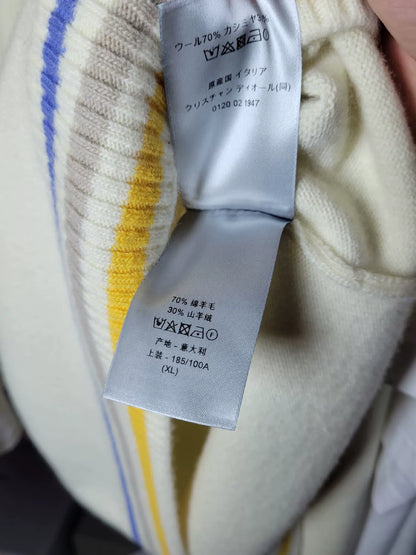 ウール70% カシミヤ30%
原産国 イタリア
クリスチャン ディオール(同)
0120 02 1947
70% 绵羊毛
30% 山羊绒
产地 - 意大利
上装 - 185/100A
(XL)